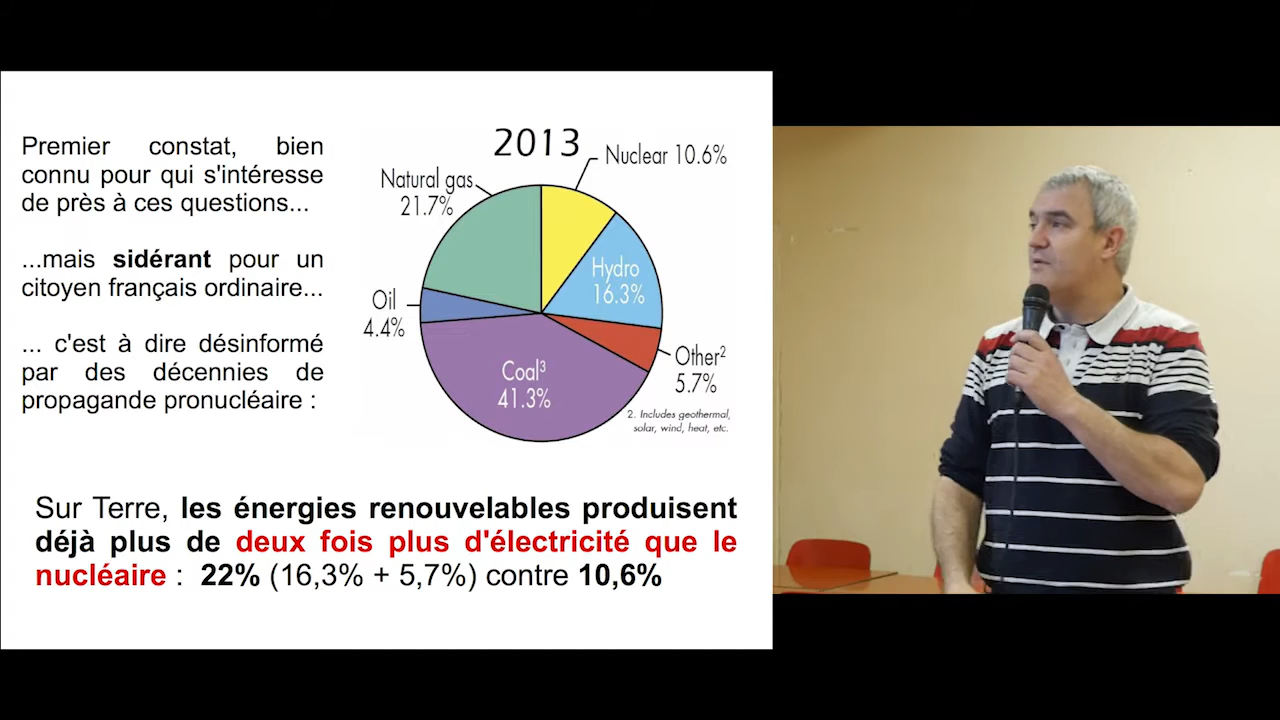 Premier constat, bien
connu pour qui s'intéresse
de près à ces questions...
...mais sidérant pour un
citoyen français ordinaire...
... c'est à dire désinformé
par des décennies de
propagande pronucléaire :
2013
Nuclear 10.6%
Natural gas
21.7%
Hydro
16.3%
Oil
4.4%
Other²
5.7%
Coal³
41.3%
2. Includes geothermal,
solar, wind, heat, etc.
Sur Terre, les énergies renouvelables produisent
déjà plus de deux fois plus d'électricité que le
nucléaire : 22% (16,3% + 5,7%) contre 10,6%